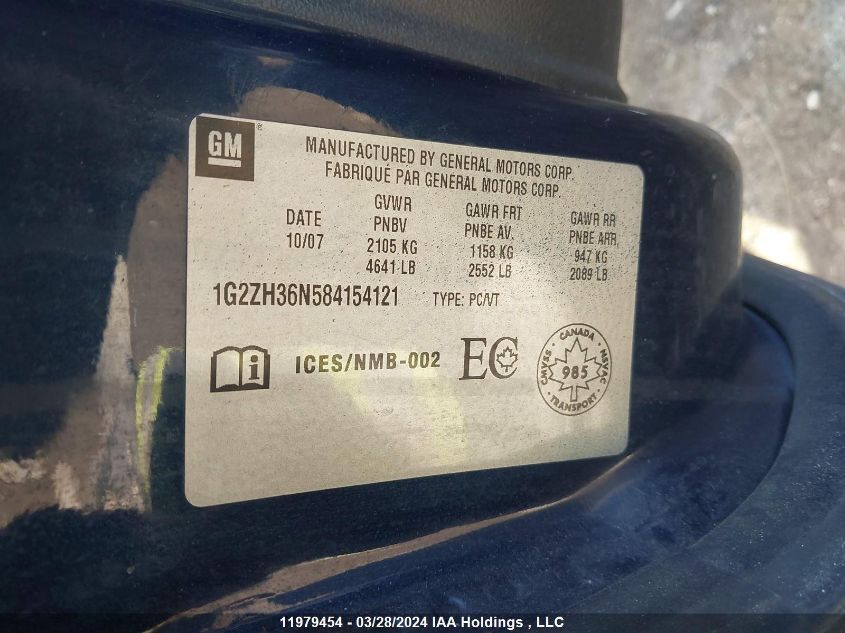 GM®
MANUFACTURED BY GENERAL MOTORS CORP.
FABRIQUÉ PAR GENERAL MOTORS CORP.
DATE GVWR GAWR FRT GAWR RR
PNBV PNBE AV. PNBE ARR.
10/07 2105 KG 1158 KG 947 KG
4641 LB 2552 LB 2089 LB
1G2ZH36N584154121 TYPE: PC/VT
i ICES/NMB-002 EC
CANADA
CMVSS 985 NSVAC
TRANSPORT
11979454 - 03/28/2024 IAA Holdings , LLC